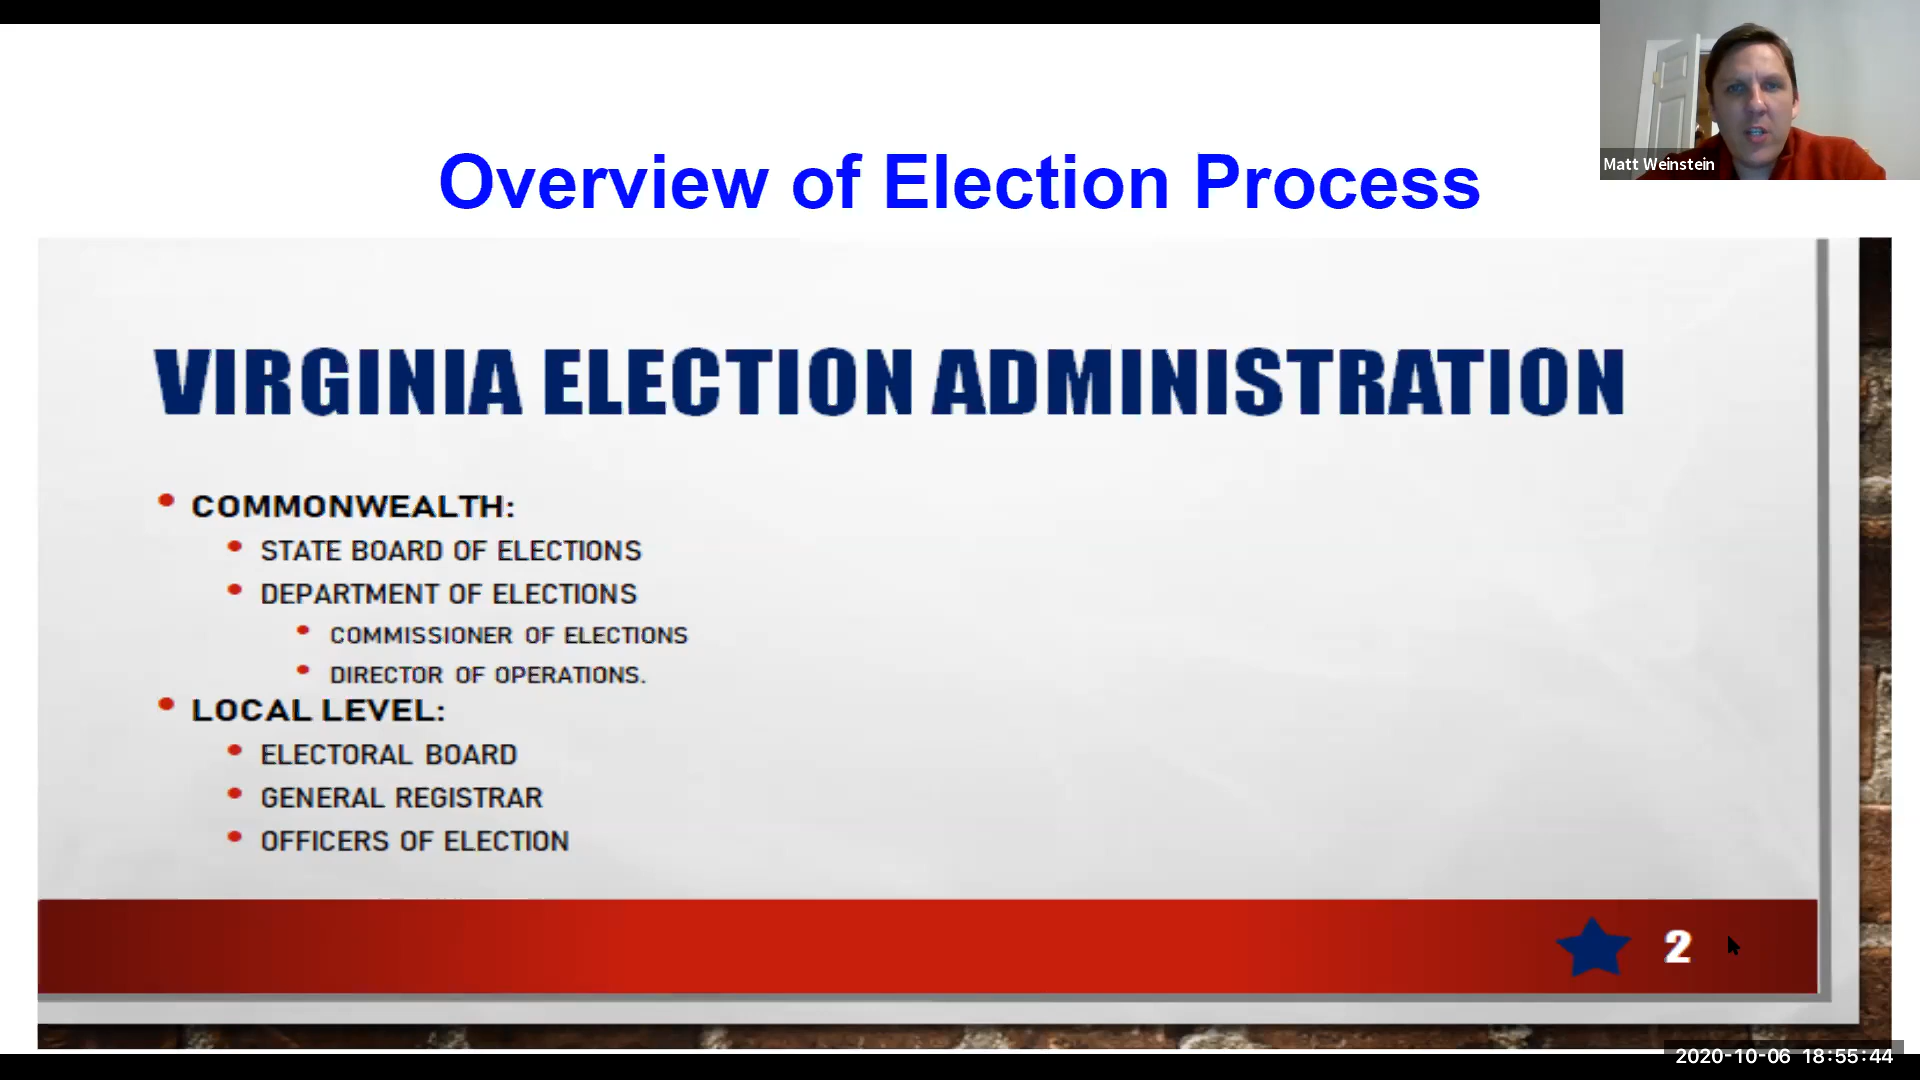 Matt Weinstein
Overview of Election Process
VIRGINIA ELECTION ADMINISTRATION
• COMMONWEALTH:
• STATE BOARD OF ELECTIONS
• DEPARTMENT OF ELECTIONS
• COMMISSIONER OF ELECTIONS
• DIRECTOR OF OPERATIONS.
• LOCAL LEVEL:
• ELECTORAL BOARD
• GENERAL REGISTRAR
• OFFICERS OF ELECTION
2
2020-10-06 18:55:44